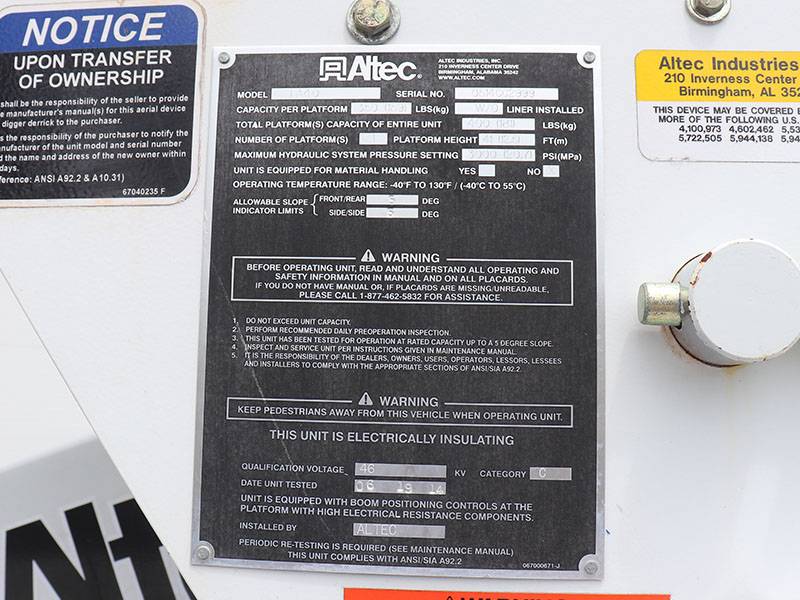 NOTICE
UPON TRANSFER
OF OWNERSHIP
shall be the responsibility of the seller to provide
manufacturer's manual(s) for this aerial device
digger derrick to the purchaser.
is the responsibility of the purchaser to notify the
manufacturer of the unit model and serial number
the name and address of the new owner within
days.
ANSI A92.2 & A10.31)
67040235 F
Altec
ALTEC INDUSTRIES, INC.
210 INVERNESS CENTER DRIVE
BIRMINGHAM, ALABAMA 35242
WWW.ALTEC.COM
MODEL SERIAL NO.
CAPACITY PER PLATFORM LBS(kg) LINER INSTALLED
TOTAL PLATFORM(S) CAPACITY OF ENTIRE UNIT LBS(kg)
NUMBER OF PLATFORM(S) 1 PLATFORM HEIGHT FT(m)
MAXIMUM HYDRAULIC SYSTEM PRESSURE SETTING PSI(MPa)
UNIT IS EQUIPPED FOR MATERIAL HANDLING YES NO X
OPERATING TEMPERATURE RANGE: -40°F TO 130°F / (-40°C TO 55°C)
ALLOWABLE SLOPE INDICATOR LIMITS
FRONT/REAR 5 DEG
SIDE/SIDE 5 DEG
WARNING
BEFORE OPERATING UNIT, READ AND UNDERSTAND ALL OPERATING AND
SAFETY INFORMATION IN MANUAL AND ON ALL PLACARDS.
IF YOU DO NOT HAVE MANUAL OR, IF PLACARDS ARE MISSING/UNREADABLE,
PLEASE CALL 1-877-462-5832 FOR ASSISTANCE.
1. DO NOT EXCEED UNIT CAPACITY.
2. PERFORM RECOMMENDED DAILY PREOPERATION INSPECTION.
3. THIS UNIT HAS BEEN TESTED FOR OPERATION AT RATED CAPACITY UP TO A 5 DEGREE SLOPE.
4. INSPECT AND SERVICE UNIT PER INSTRUCTIONS GIVEN IN MAINTENANCE MANUAL.
5. IT IS THE RESPONSIBILITY OF THE DEALERS, OWNERS, USERS, OPERATORS, LESSORS, LESSEES
AND INSTALLERS TO COMPLY WITH THE APPROPRIATE SECTIONS OF ANSI/SIA A92.2.
WARNING
KEEP PEDESTRIANS AWAY FROM THIS VEHICLE WHEN OPERATING UNIT.
THIS UNIT IS ELECTRICALLY INSULATING
QUALIFICATION VOLTAGE 46 KV CATEGORY C
DATE UNIT TESTED 06 19 14
UNIT IS EQUIPPED WITH BOOM POSITIONING CONTROLS AT THE
PLATFORM WITH HIGH ELECTRICAL RESISTANCE COMPONENTS.
INSTALLED BY ALTEC
PERIODIC RE-TESTING IS REQUIRED (SEE MAINTENANCE MANUAL)
THIS UNIT COMPLIES WITH ANSI/SIA A92.2
067000671-J
Altec Industries
210 Inverness Center
Birmingham, AL
THIS DEVICE MAY BE COVERED
MORE OF THE FOLLOWING U.S.
4,100,973 4,602,462
5,722,505 5,944,138